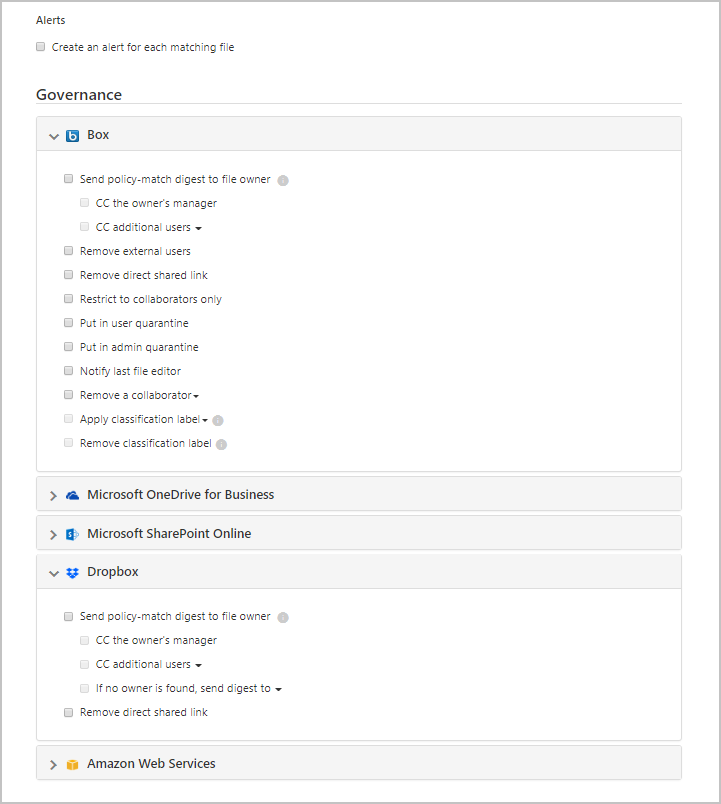 Alerts
Create an alert for each matching file
Governance
Box
Send policy-match digest to file owner
CC the owner's manager
CC additional users
Remove external users
Remove direct shared link
Restrict to collaborators only
Put in user quarantine
Put in admin quarantine
Notify last file editor
Remove a collaborator
Apply classification label
Remove classification label
Microsoft OneDrive for Business
Microsoft SharePoint Online
Dropbox
Send policy-match digest to file owner
CC the owner's manager
CC additional users
If no owner is found, send digest to
Remove direct shared link
Amazon Web Services